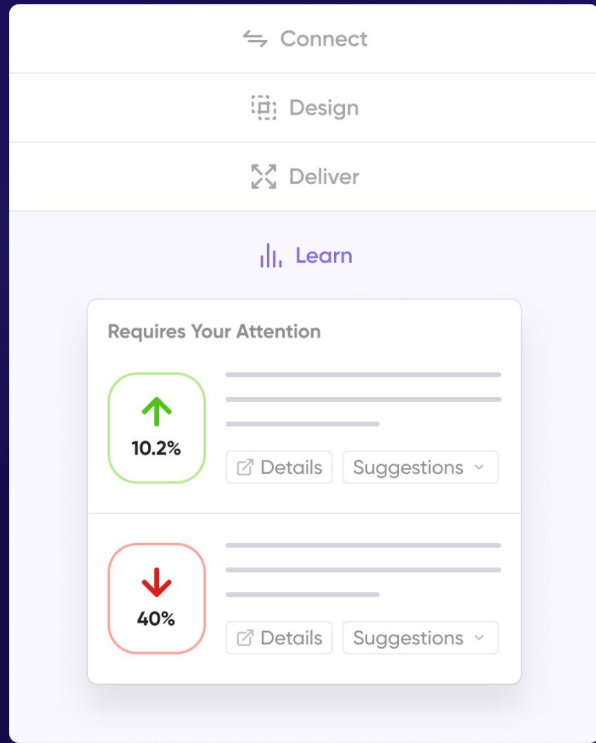 Connect
Design
Deliver
Learn
Requires Your Attention
10.2%
Details Suggestions
40%
Details Suggestions